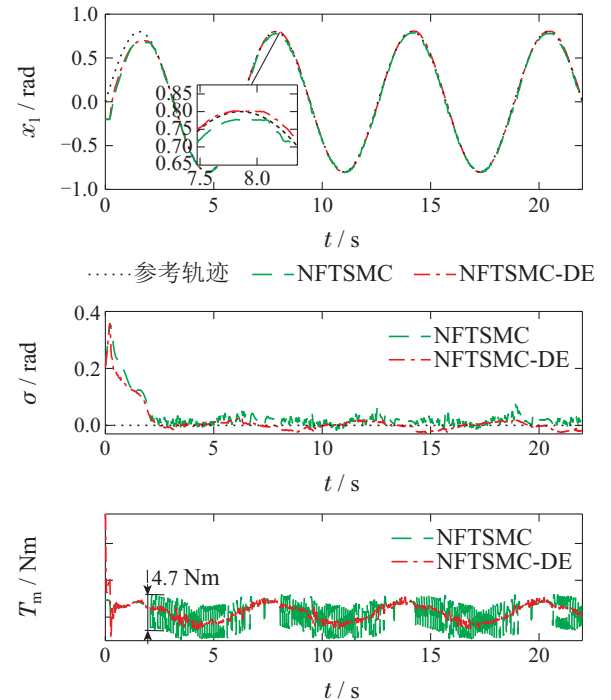 1.0
0.5
0.0
−0.5
−1.0
x₁ / rad
0.85
0.80
0.75
0.70
0.65
7.5 8.0
0 5 10 15 20
t / s
参考轨迹 NFTSMC NFTSMC-DE
0.4
0.2
0.0
σ / rad
NFTSMC
NFTSMC-DE
0 5 10 15 20
t / s
Tₘ / Nm
4.7 Nm
NFTSMC
NFTSMC-DE
0 5 10 15 20
t / s